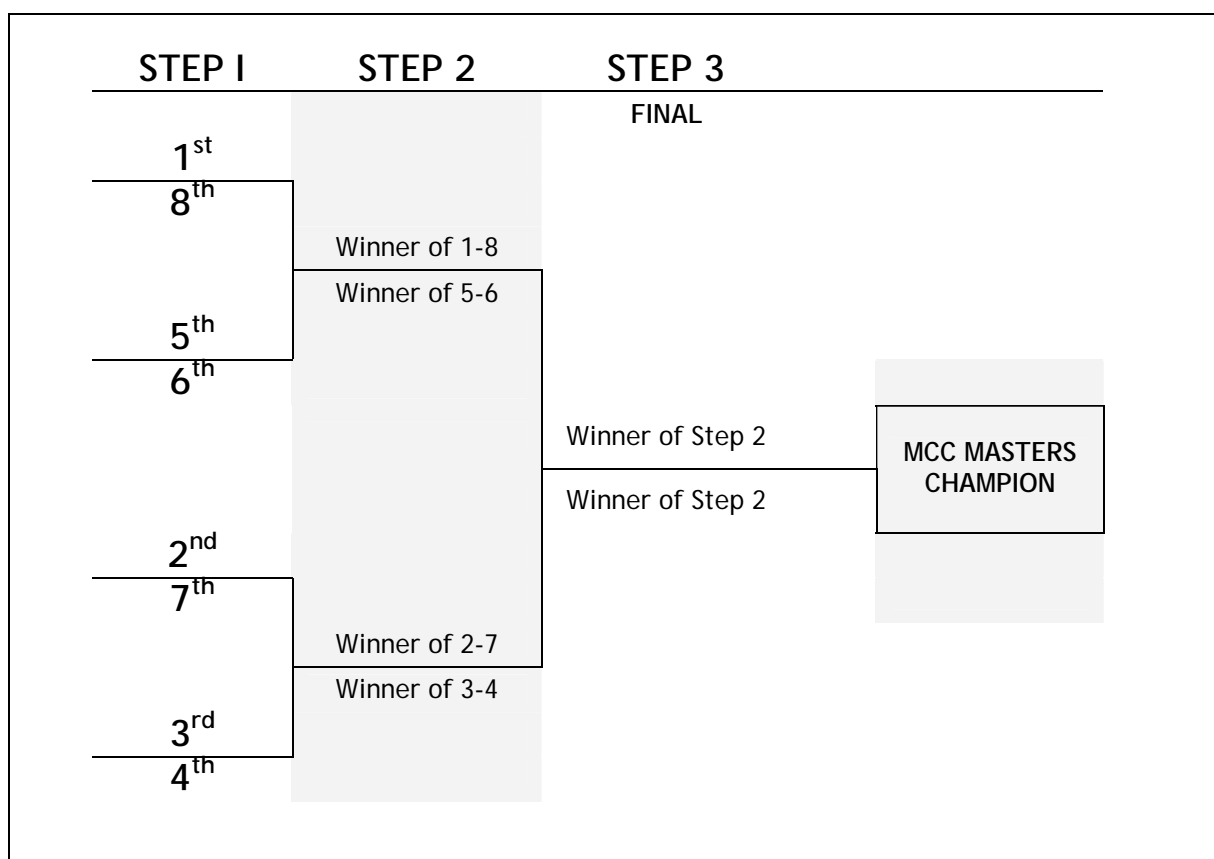 STEP I STEP 2 STEP 3
FINAL
1st
8th
Winner of 1-8
Winner of 5-6
5th
6th
Winner of Step 2
Winner of Step 2
MCC MASTERS
CHAMPION
2nd
7th
Winner of 2-7
Winner of 3-4
3rd
4th